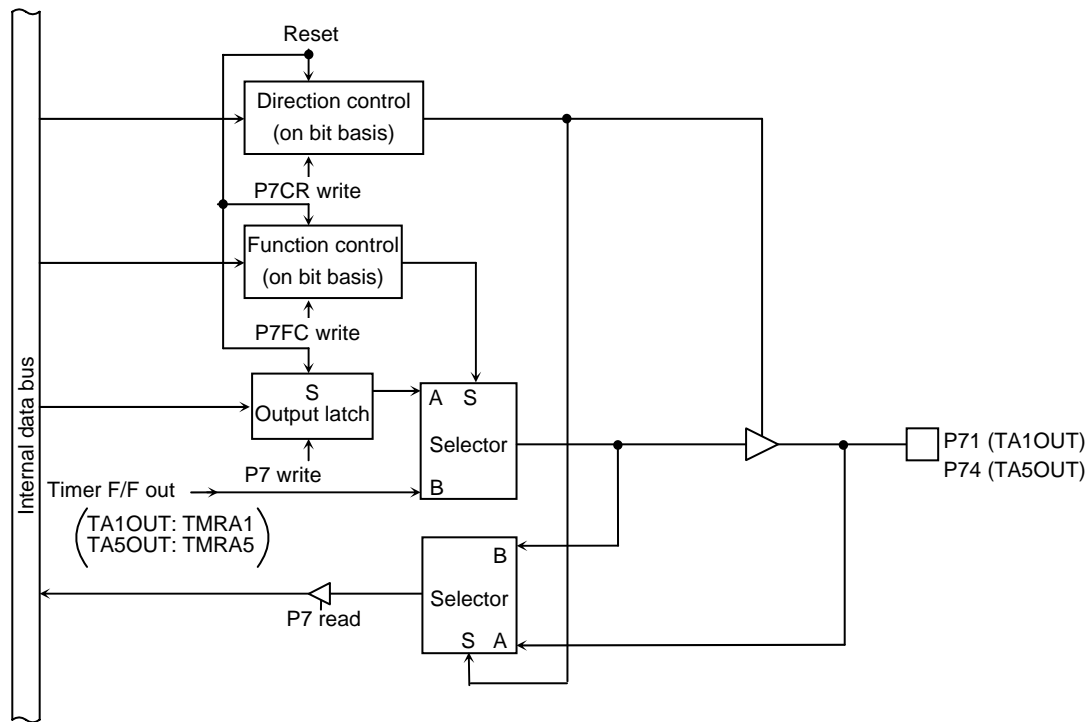 Reset
Direction control
(on bit basis)
P7CR write
Function control
(on bit basis)
P7FC write
S
Output latch
P7 write
A S
Selector
B
Timer F/F out
TA1OUT: TMRA1
TA5OUT: TMRA5
P71 (TA1OUT)
P74 (TA5OUT)
B
Selector
S A
P7 read
Internal data bus